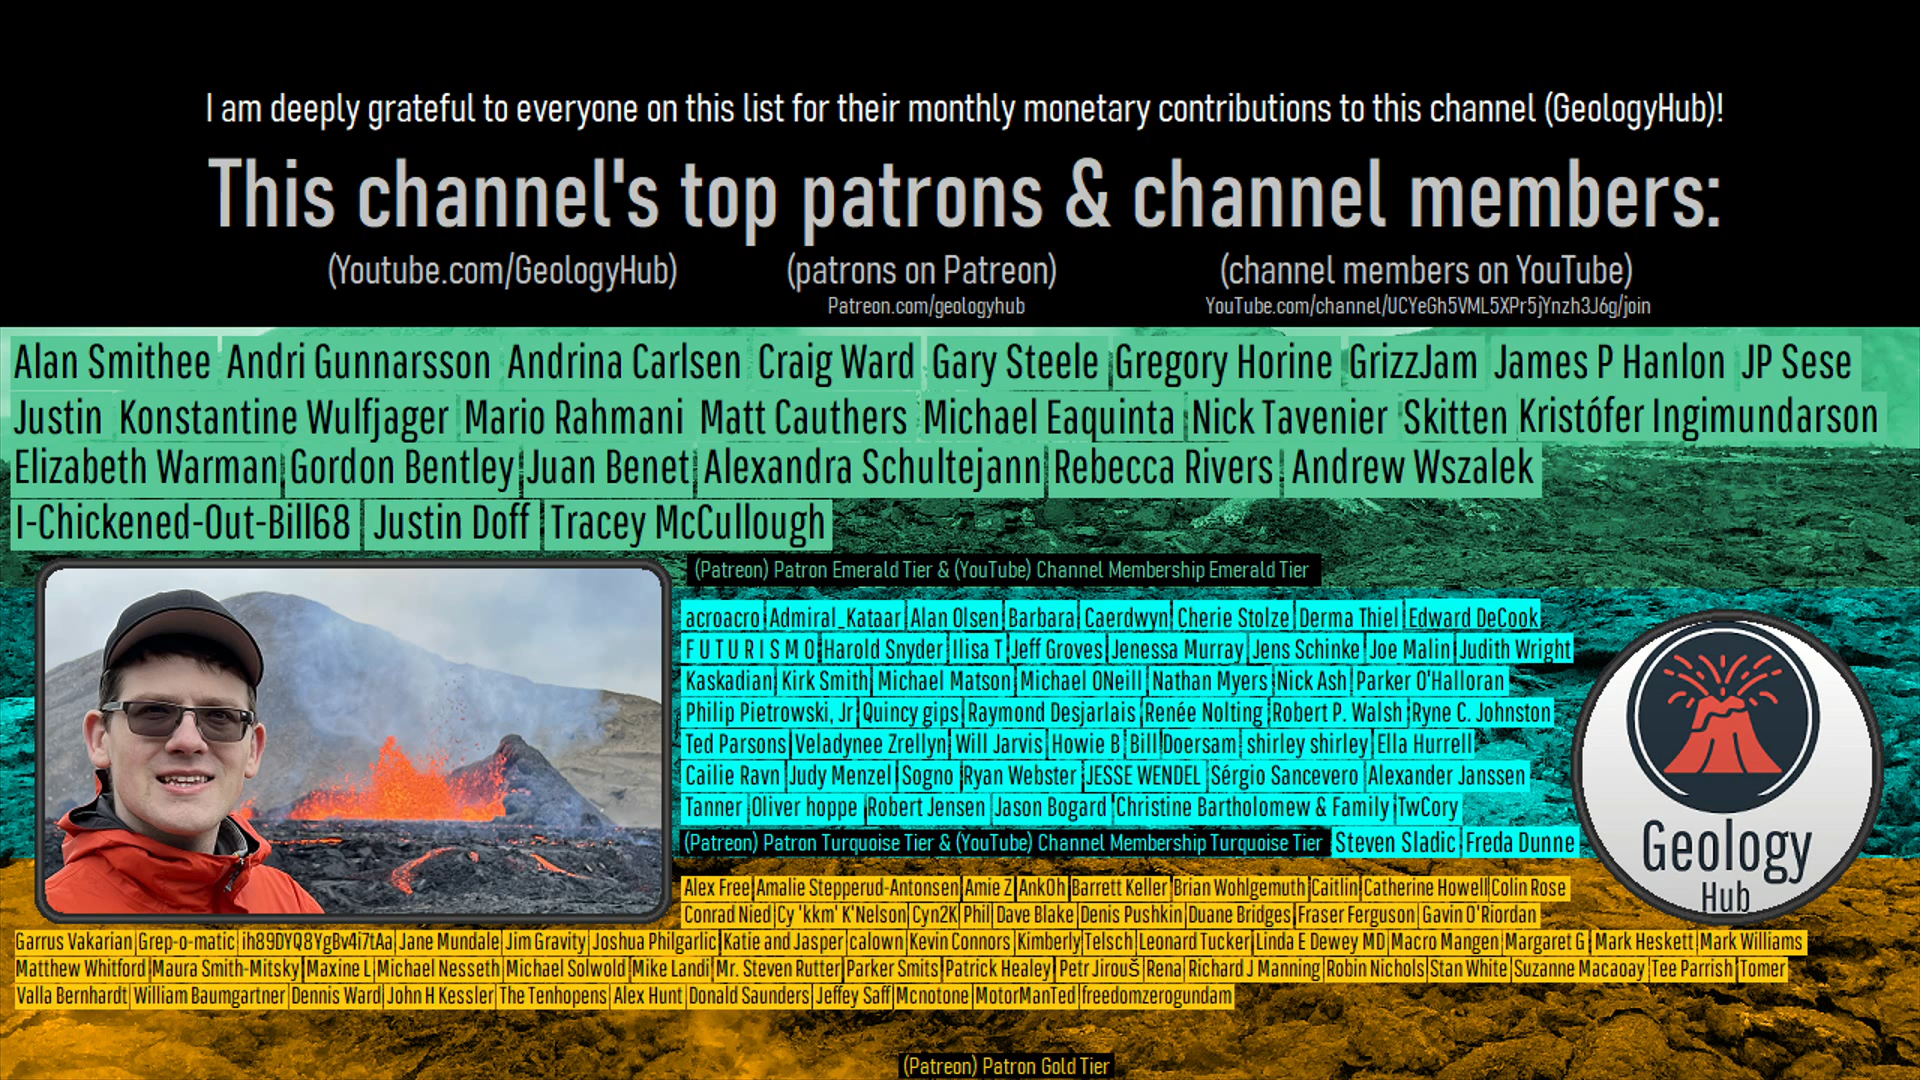 I am deeply grateful to everyone on this list for their monthly monetary contributions to this channel (GeologyHub)!
This channel's top patrons & channel members:
(Youtube.com/GeologyHub) (patrons on Patreon) (channel members on YouTube)
Patreon.com/geologyhub YouTube.com/channel/UCYeGh5VML5XPr5jYnzh3J6g/join
Alan Smithee Andri Gunnarsson Andrina Carlsen Craig Ward Gary Steele Gregory Horine GrizzJam James P Hanlon JP Sese
Justin Konstantine Wulfjager Mario Rahmani Matt Cauthers Michael Eaquinta Nick Tavenier Skitten Kristófer Ingimundarson
Elizabeth Warman Gordon Bentley Juan Benet Alexandra Schultejann Rebecca Rivers Andrew Wszalek
I-Chickened-Out-Bill68 Justin Doff Tracey McCullough
(Patreon) Patron Emerald Tier & (YouTube) Channel Membership Emerald Tier
acroacro Admiral_Kataar Alan Olsen Barbara Caerdwyn Cherie Stolze Derma Thiel Edward DeCook
F U T U R I S M O Harold Snyder Ilisa T Jeff Groves Jenessa Murray Jens Schinke Joe Malin Judith Wright
Kaskadian Kirk Smith Michael Matson Michael ONeill Nathan Myers Nick Ash Parker O'Halloran
Philip Pietrowski, Jr Quincy gips Raymond Desjarlais Renée Nolting Robert P. Walsh Ryne C. Johnston
Ted Parsons Veladynee Zrellyn Will Jarvis Howie B Bill Doersam shirley shirley Ella Hurrell
Cailie Ravn Judy Menzel Sogno Ryan Webster JESSE WENDEL Sérgio Sancevero Alexander Janssen
Tanner Oliver hoppe Robert Jensen Jason Bogard Christine Bartholomew & Family TwCory
(Patreon) Patron Turquoise Tier & (YouTube) Channel Membership Turquoise Tier Steven Sladic Freda Dunne
Geology
Hub
Alex Free Amalie Stepperud-Antonsen Amie Z AnkOh Barrett Keller Brian Wohlgemuth Caitlin Catherine Howell Colin Rose
Conrad Nied Cy 'kkm' K'Nelson Cyn2K Phil Dave Blake Denis Pushkin Duane Bridges Fraser Ferguson Gavin O'Riordan
Garrus Vakarian Grep-o-matic ih89DYQ8YgBv4i7tAa Jane Mundale Jim Gravity Joshua Philgarlic Katie and Jasper calown Kevin Connors Kimberly Telsch Leonard Tucker Linda E Dewey MD Macro Mangen Margaret G Mark Heskett Mark Williams
Matthew Whitford Maura Smith-Mitsky Maxine L Michael Nesseth Michael Solwold Mike Landi Mr. Steven Rutter Parker Smits Patrick Healey Petr Jirouš Rena Richard J Manning Robin Nichols Stan White Suzanne Macaoay Tee Parrish Tomer
Valla Bernhardt William Baumgartner Dennis Ward John H Kessler The Tenhopens Alex Hunt Donald Saunders Jeffey Saff Mcnotone MotorManTed freedomzerogundam
(Patreon) Patron Gold Tier